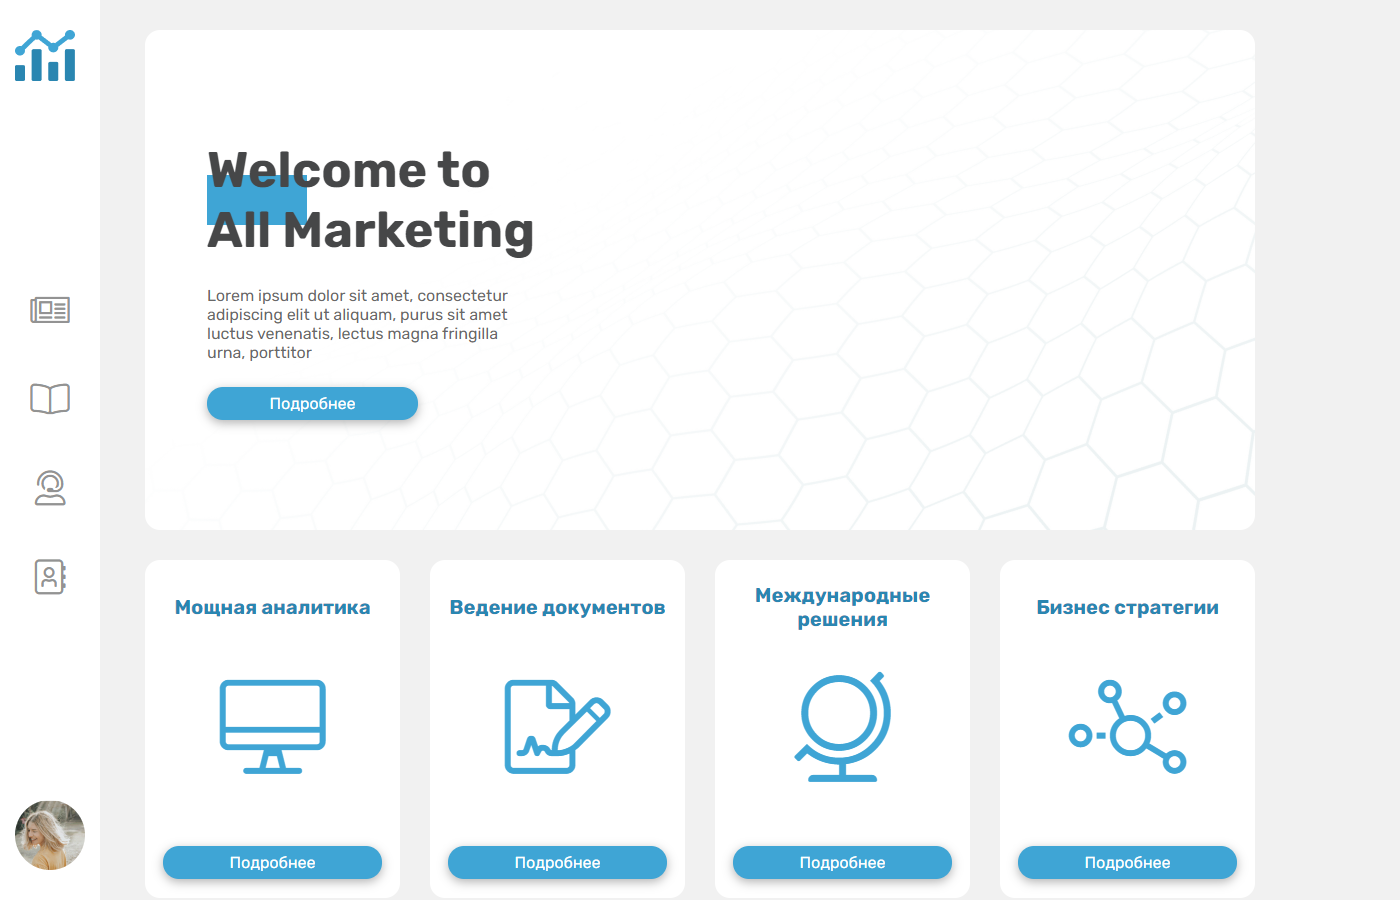 Welcome to
All Marketing
Lorem ipsum dolor sit amet, consectetur
adipiscing elit ut aliquam, purus sit amet
luctus venenatis, lectus magna fringilla
urna, porttitor
Подробнее
Мощная аналитика
Подробнее
Ведение документов
Подробнее
Международные
решения
Подробнее
Бизнес стратегии
Подробнее